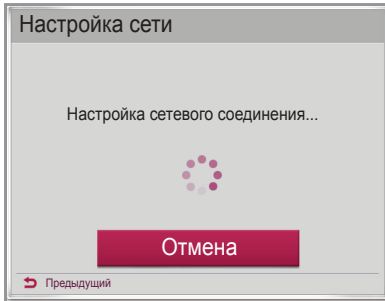 Настройка сети
Настройка сетевого соединения...
Отмена
Предыдущий